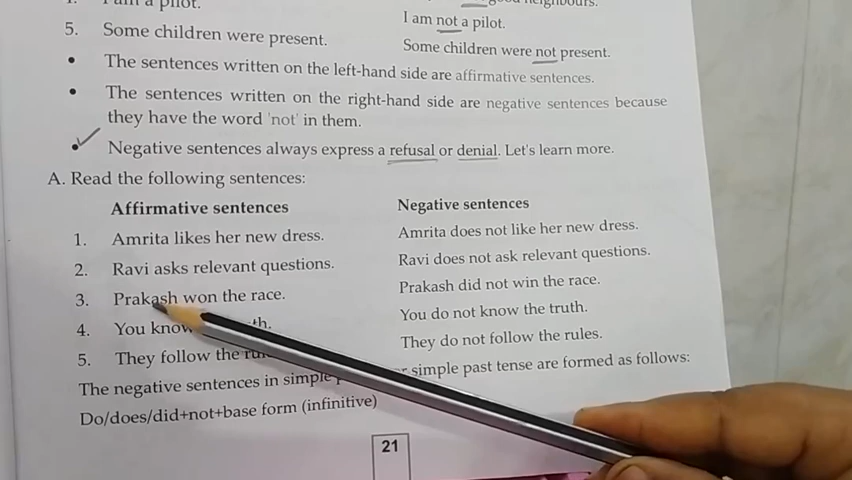 I am a pilot.
I am not a pilot.
5. Some children were present.
Some children were not present.
• The sentences written on the left-hand side are affirmative sentences.
• The sentences written on the right-hand side are negative sentences because
they have the word 'not' in them.
• Negative sentences always express a refusal or denial. Let's learn more.
A. Read the following sentences:
Affirmative sentences Negative sentences
1. Amrita likes her new dress. Amrita does not like her new dress.
2. Ravi asks relevant questions. Ravi does not ask relevant questions.
3. Prakash won the race. Prakash did not win the race.
4. You know You do not know the truth.
5. They follow the They do not follow the rules.
The negative sentences in simple simple past tense are formed as follows:
Do/does/did+not+base form (infinitive)
21